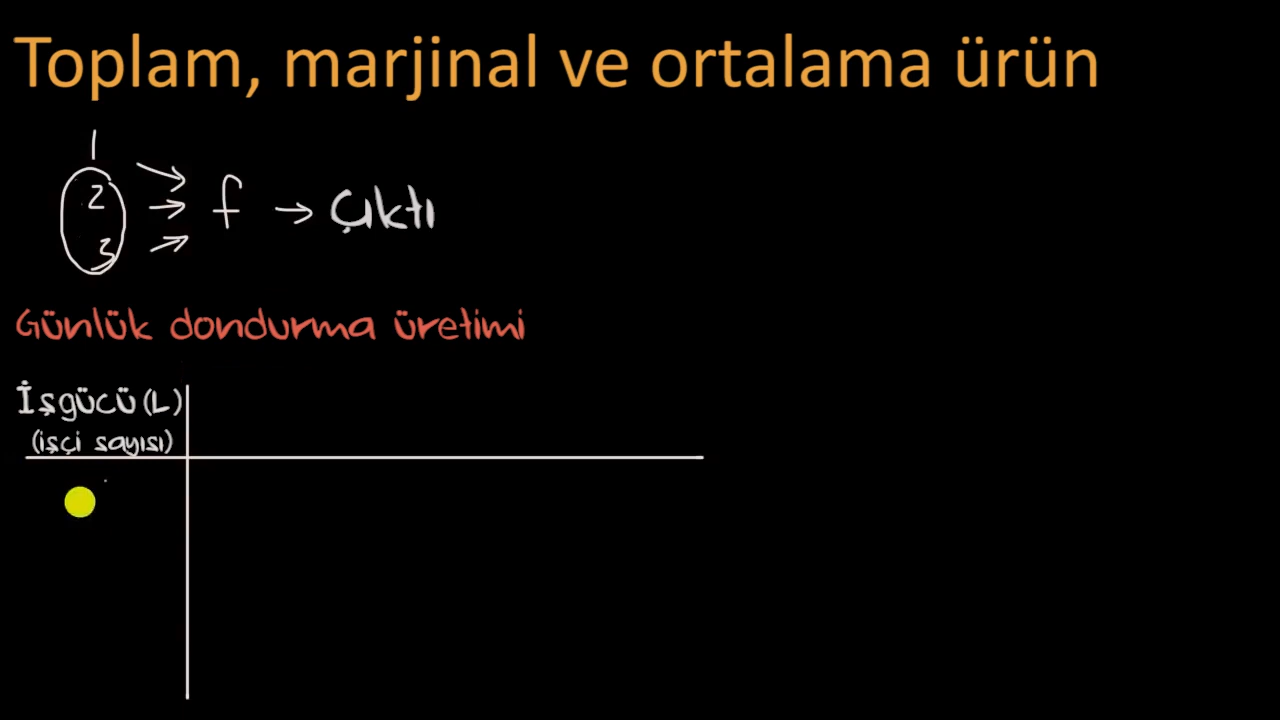 Toplam, marjinal ve ortalama ürün
1
2
f → çıktı
3
Günlük dondurma üretimi
İşgücü (L)
(işçi sayısı)